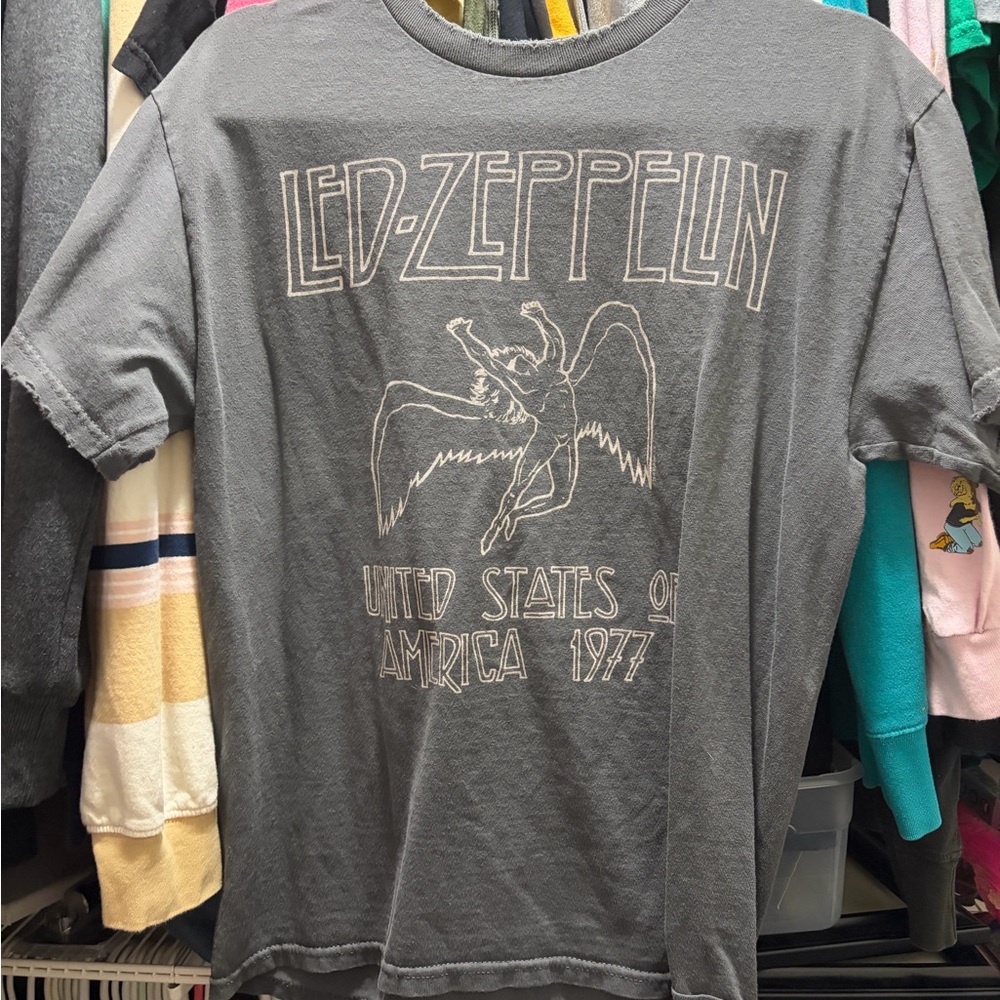 LED-ZEPPELIN
UNITED STATES OF
AMERICA 1977